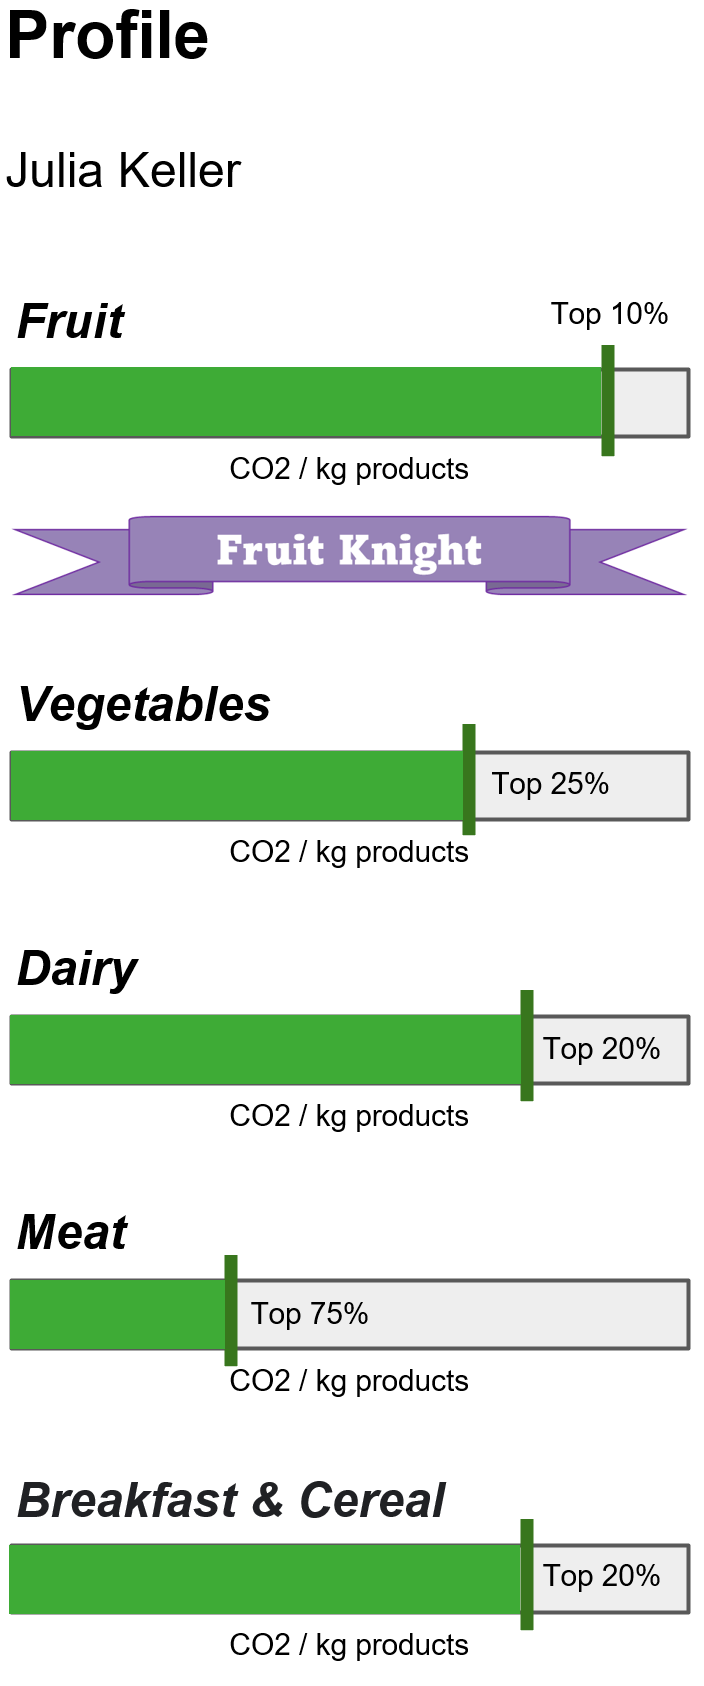 Profile
Julia Keller
Fruit
Top 10%
CO2 / kg products
Fruit Knight
Vegetables
Top 25%
CO2 / kg products
Dairy
Top 20%
CO2 / kg products
Meat
Top 75%
CO2 / kg products
Breakfast & Cereal
Top 20%
CO2 / kg products